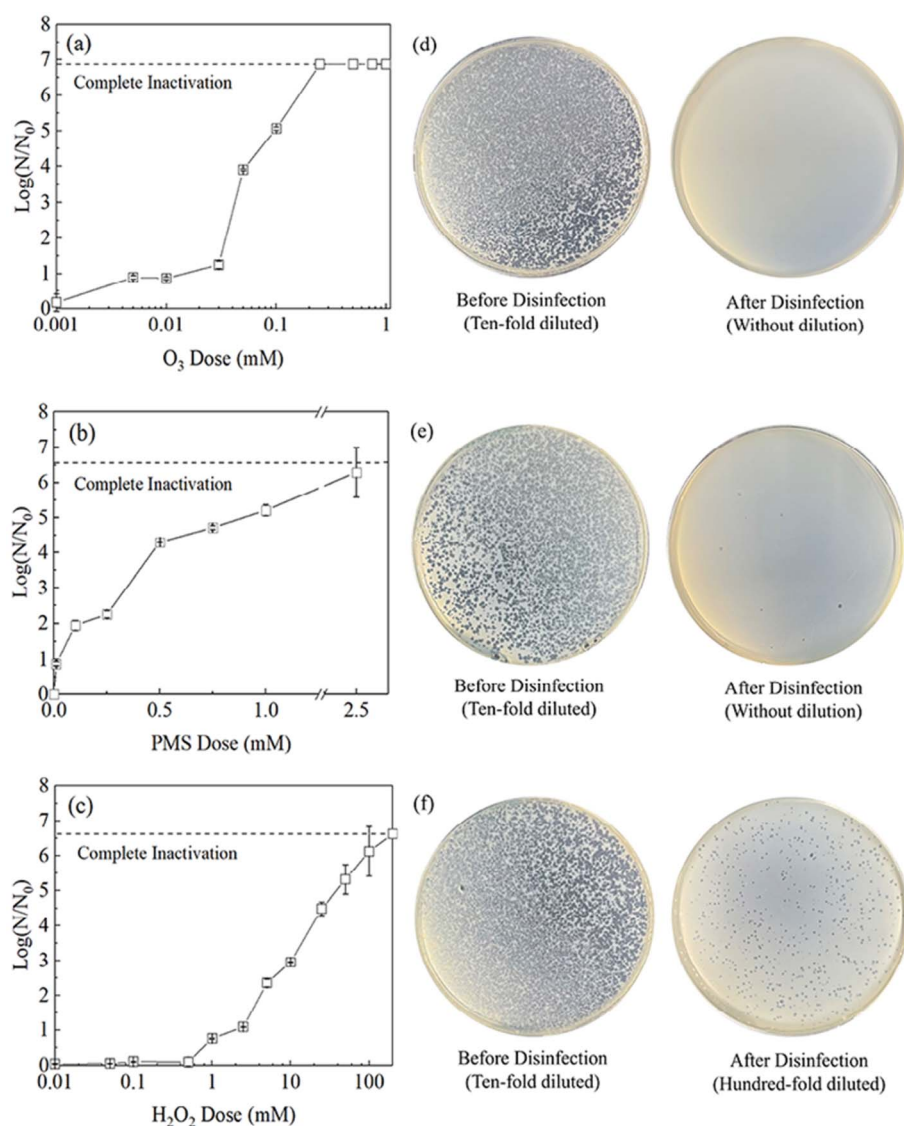 (a)
8
7
6
5
4
3
2
1
0
Complete Inactivation
Log(N/N₀)
0.001 0.01 0.1 1
O₃ Dose (mM)
(d)
Before Disinfection
(Ten-fold diluted)
After Disinfection
(Without dilution)
(b)
8
7
6
5
4
3
2
1
0
Complete Inactivation
Log(N/N₀)
0.0 0.5 1.0 2.5
PMS Dose (mM)
(e)
Before Disinfection
(Ten-fold diluted)
After Disinfection
(Without dilution)
(c)
8
7
6
5
4
3
2
1
0
Complete Inactivation
Log(N/N₀)
0.01 0.1 1 10 100
H₂O₂ Dose (mM)
(f)
Before Disinfection
(Ten-fold diluted)
After Disinfection
(Hundred-fold diluted)